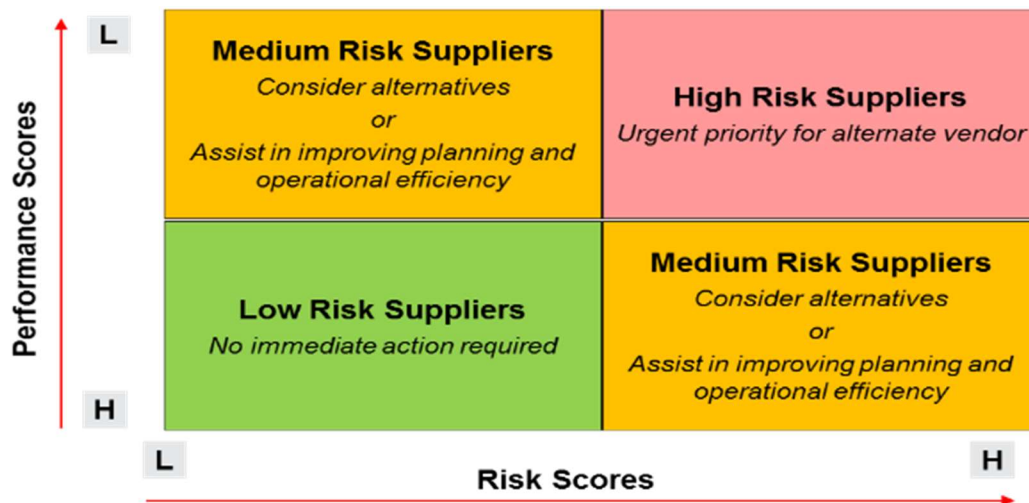 L
Medium Risk Suppliers
Consider alternatives
or
Assist in improving planning and
operational efficiency
High Risk Suppliers
Urgent priority for alternate vendor
Performance Scores
Low Risk Suppliers
No immediate action required
Medium Risk Suppliers
Consider alternatives
or
Assist in improving planning and
operational efficiency
H
L
Risk Scores
H